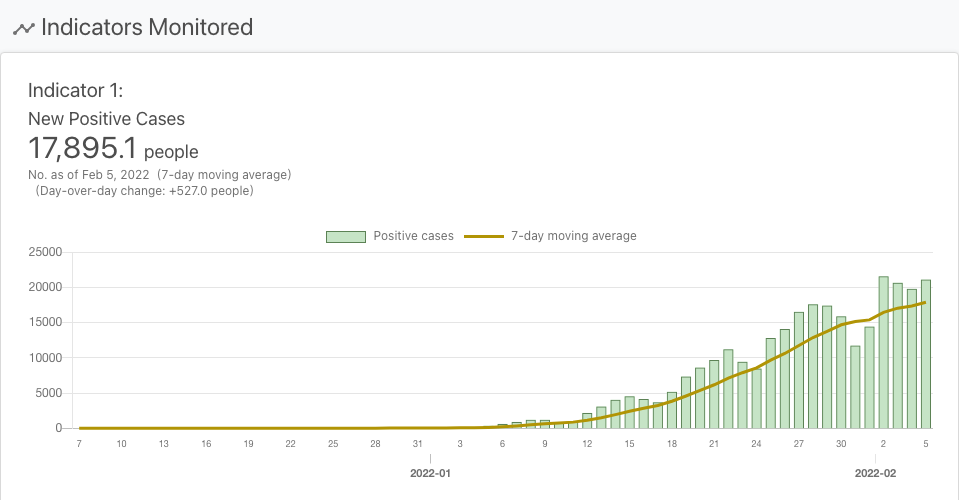 Indicators Monitored
Indicator 1:
New Positive Cases
17,895.1 people
No. as of Feb 5, 2022 (7-day moving average)
(Day-over-day change: +527.0 people)
Positive cases 7-day moving average
25000
20000
15000
10000
5000
0
7 10 13 16 19 22 25 28 31 3 6 9 12 15 18 21 24 27 30 2 5
2022-01 2022-02